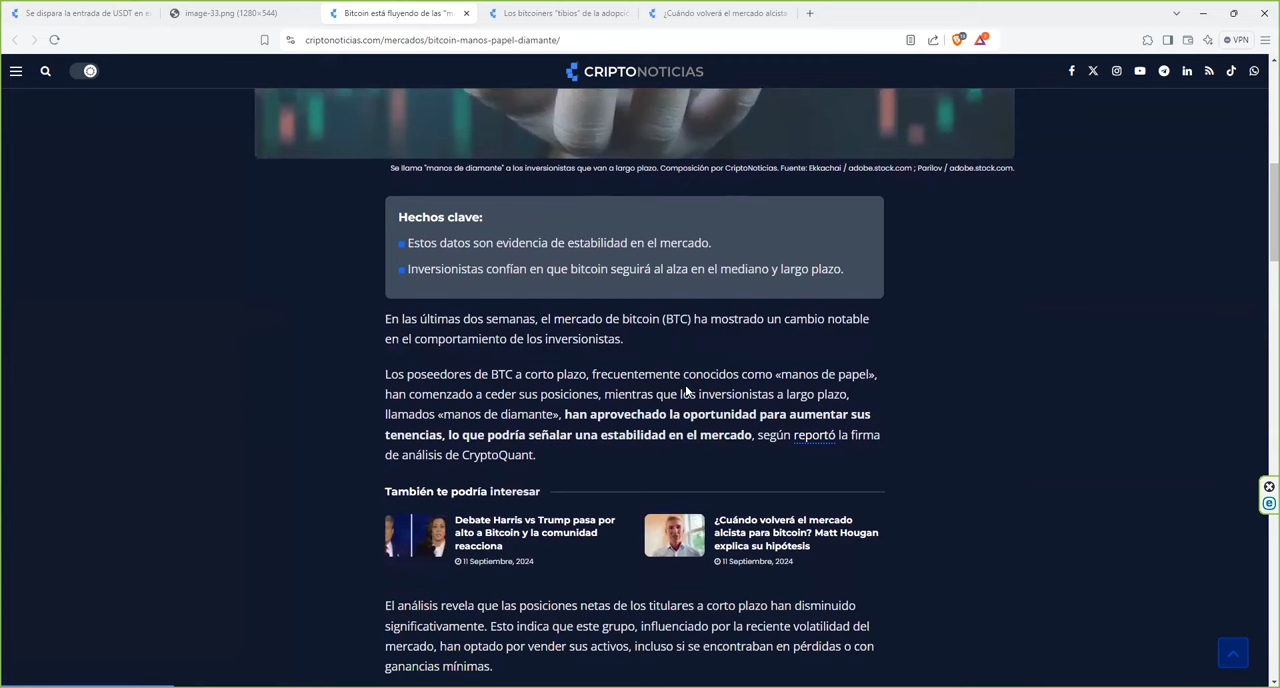 Se dispara la entrada de USDT en e
image-33.png (1280×544)
Bitcoin está fluyendo de las "m
Los bitcoiners "tibios" de la adopci
¿Cuándo volverá el mercado alcista
criptonoticias.com/mercados/bitcoin-manos-papel-diamante/
VPN
CRIPTONOTICIAS
Se llama "manos de diamante" a los inversionistas que van a largo plazo. Composición por CriptoNoticias. Fuente: Ekkachai / adobe.stock.com ; Parilov / adobe.stock.com.
Hechos clave:
Estos datos son evidencia de estabilidad en el mercado.
Inversionistas confían en que bitcoin seguirá al alza en el mediano y largo plazo.
En las últimas dos semanas, el mercado de bitcoin (BTC) ha mostrado un cambio notable
en el comportamiento de los inversionistas.
Los poseedores de BTC a corto plazo, frecuentemente conocidos como «manos de papel»,
han comenzado a ceder sus posiciones, mientras que los inversionistas a largo plazo,
llamados «manos de diamante», han aprovechado la oportunidad para aumentar sus
tenencias, lo que podría señalar una estabilidad en el mercado, según reportó la firma
de análisis de CryptoQuant.
También te podría interesar
Debate Harris vs Trump pasa por
alto a Bitcoin y la comunidad
reacciona
11 Septiembre, 2024
¿Cuándo volverá el mercado
alcista para bitcoin? Matt Hougan
explica su hipótesis
11 Septiembre, 2024
El análisis revela que las posiciones netas de los titulares a corto plazo han disminuido
significativamente. Esto indica que este grupo, influenciado por la reciente volatilidad del
mercado, han optado por vender sus activos, incluso si se encontraban en pérdidas o con
ganancias mínimas.